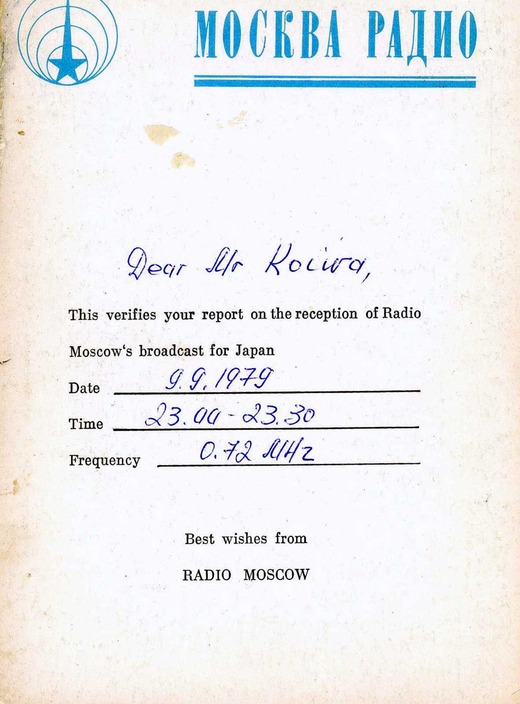 МОСКВА РАДИО
Dear Mr Koiwa,
This verifies your report on the reception of Radio
Moscow's broadcast for Japan
Date 9.9.1979
Time 23.00-23.30
Frequency 0.72 MHz
Best wishes from
RADIO MOSCOW